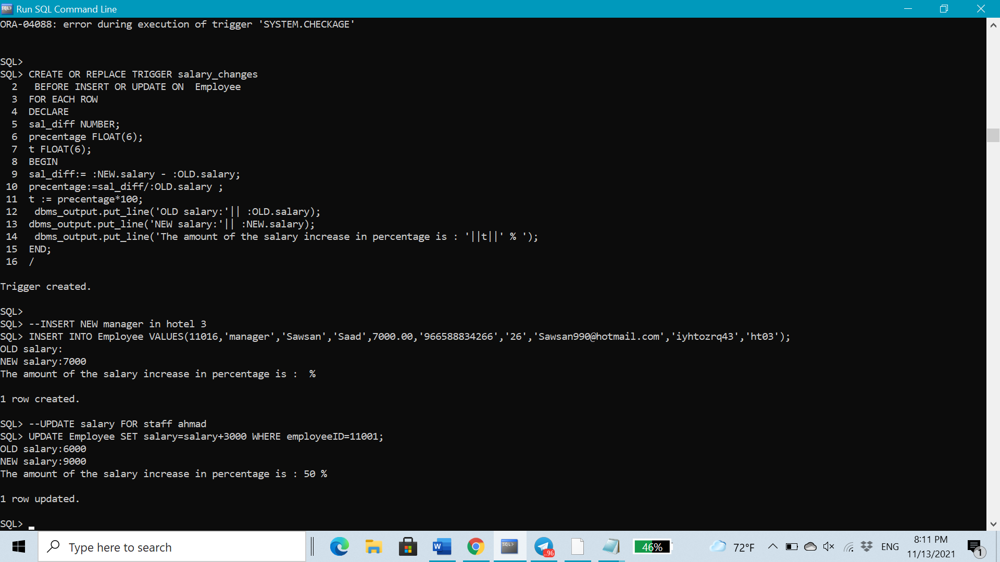 Run SQL Command Line
ORA-04088: error during execution of trigger 'SYSTEM.CHECKAGE'
SQL>
SQL> CREATE OR REPLACE TRIGGER salary_changes
2 BEFORE INSERT OR UPDATE ON Employee
3 FOR EACH ROW
4 DECLARE
5 sal_diff NUMBER;
6 precentage FLOAT(6);
7 t FLOAT(6);
8 BEGIN
9 sal_diff:= :NEW.salary - :OLD.salary;
10 precentage:=sal_diff/:OLD.salary ;
11 t := precentage*100;
12 dbms_output.put_line('OLD salary:'|| :OLD.salary);
13 dbms_output.put_line('NEW salary:'|| :NEW.salary);
14 dbms_output.put_line('The amount of the salary increase in percentage is : '||t||' % ');
15 END;
16 /
Trigger created.
SQL>
SQL> --INSERT NEW manager in hotel 3
SQL> INSERT INTO Employee VALUES(11016,'manager','Sawsan','Saad',7000.00,'966588834266','26','Sawsan990@hotmail.com','iyhtozrq43','ht03');
OLD salary:
NEW salary:7000
The amount of the salary increase in percentage is :  %
1 row created.
SQL> --UPDATE salary FOR staff ahmad
SQL> UPDATE Employee SET salary=salary+3000 WHERE employeeID=11001;
OLD salary:6000
NEW salary:9000
The amount of the salary increase in percentage is : 50 %
1 row updated.
SQL>
Type here to search
W
SQL>
..96
46%
72°F
ENG
8:11 PM
11/13/2021
1